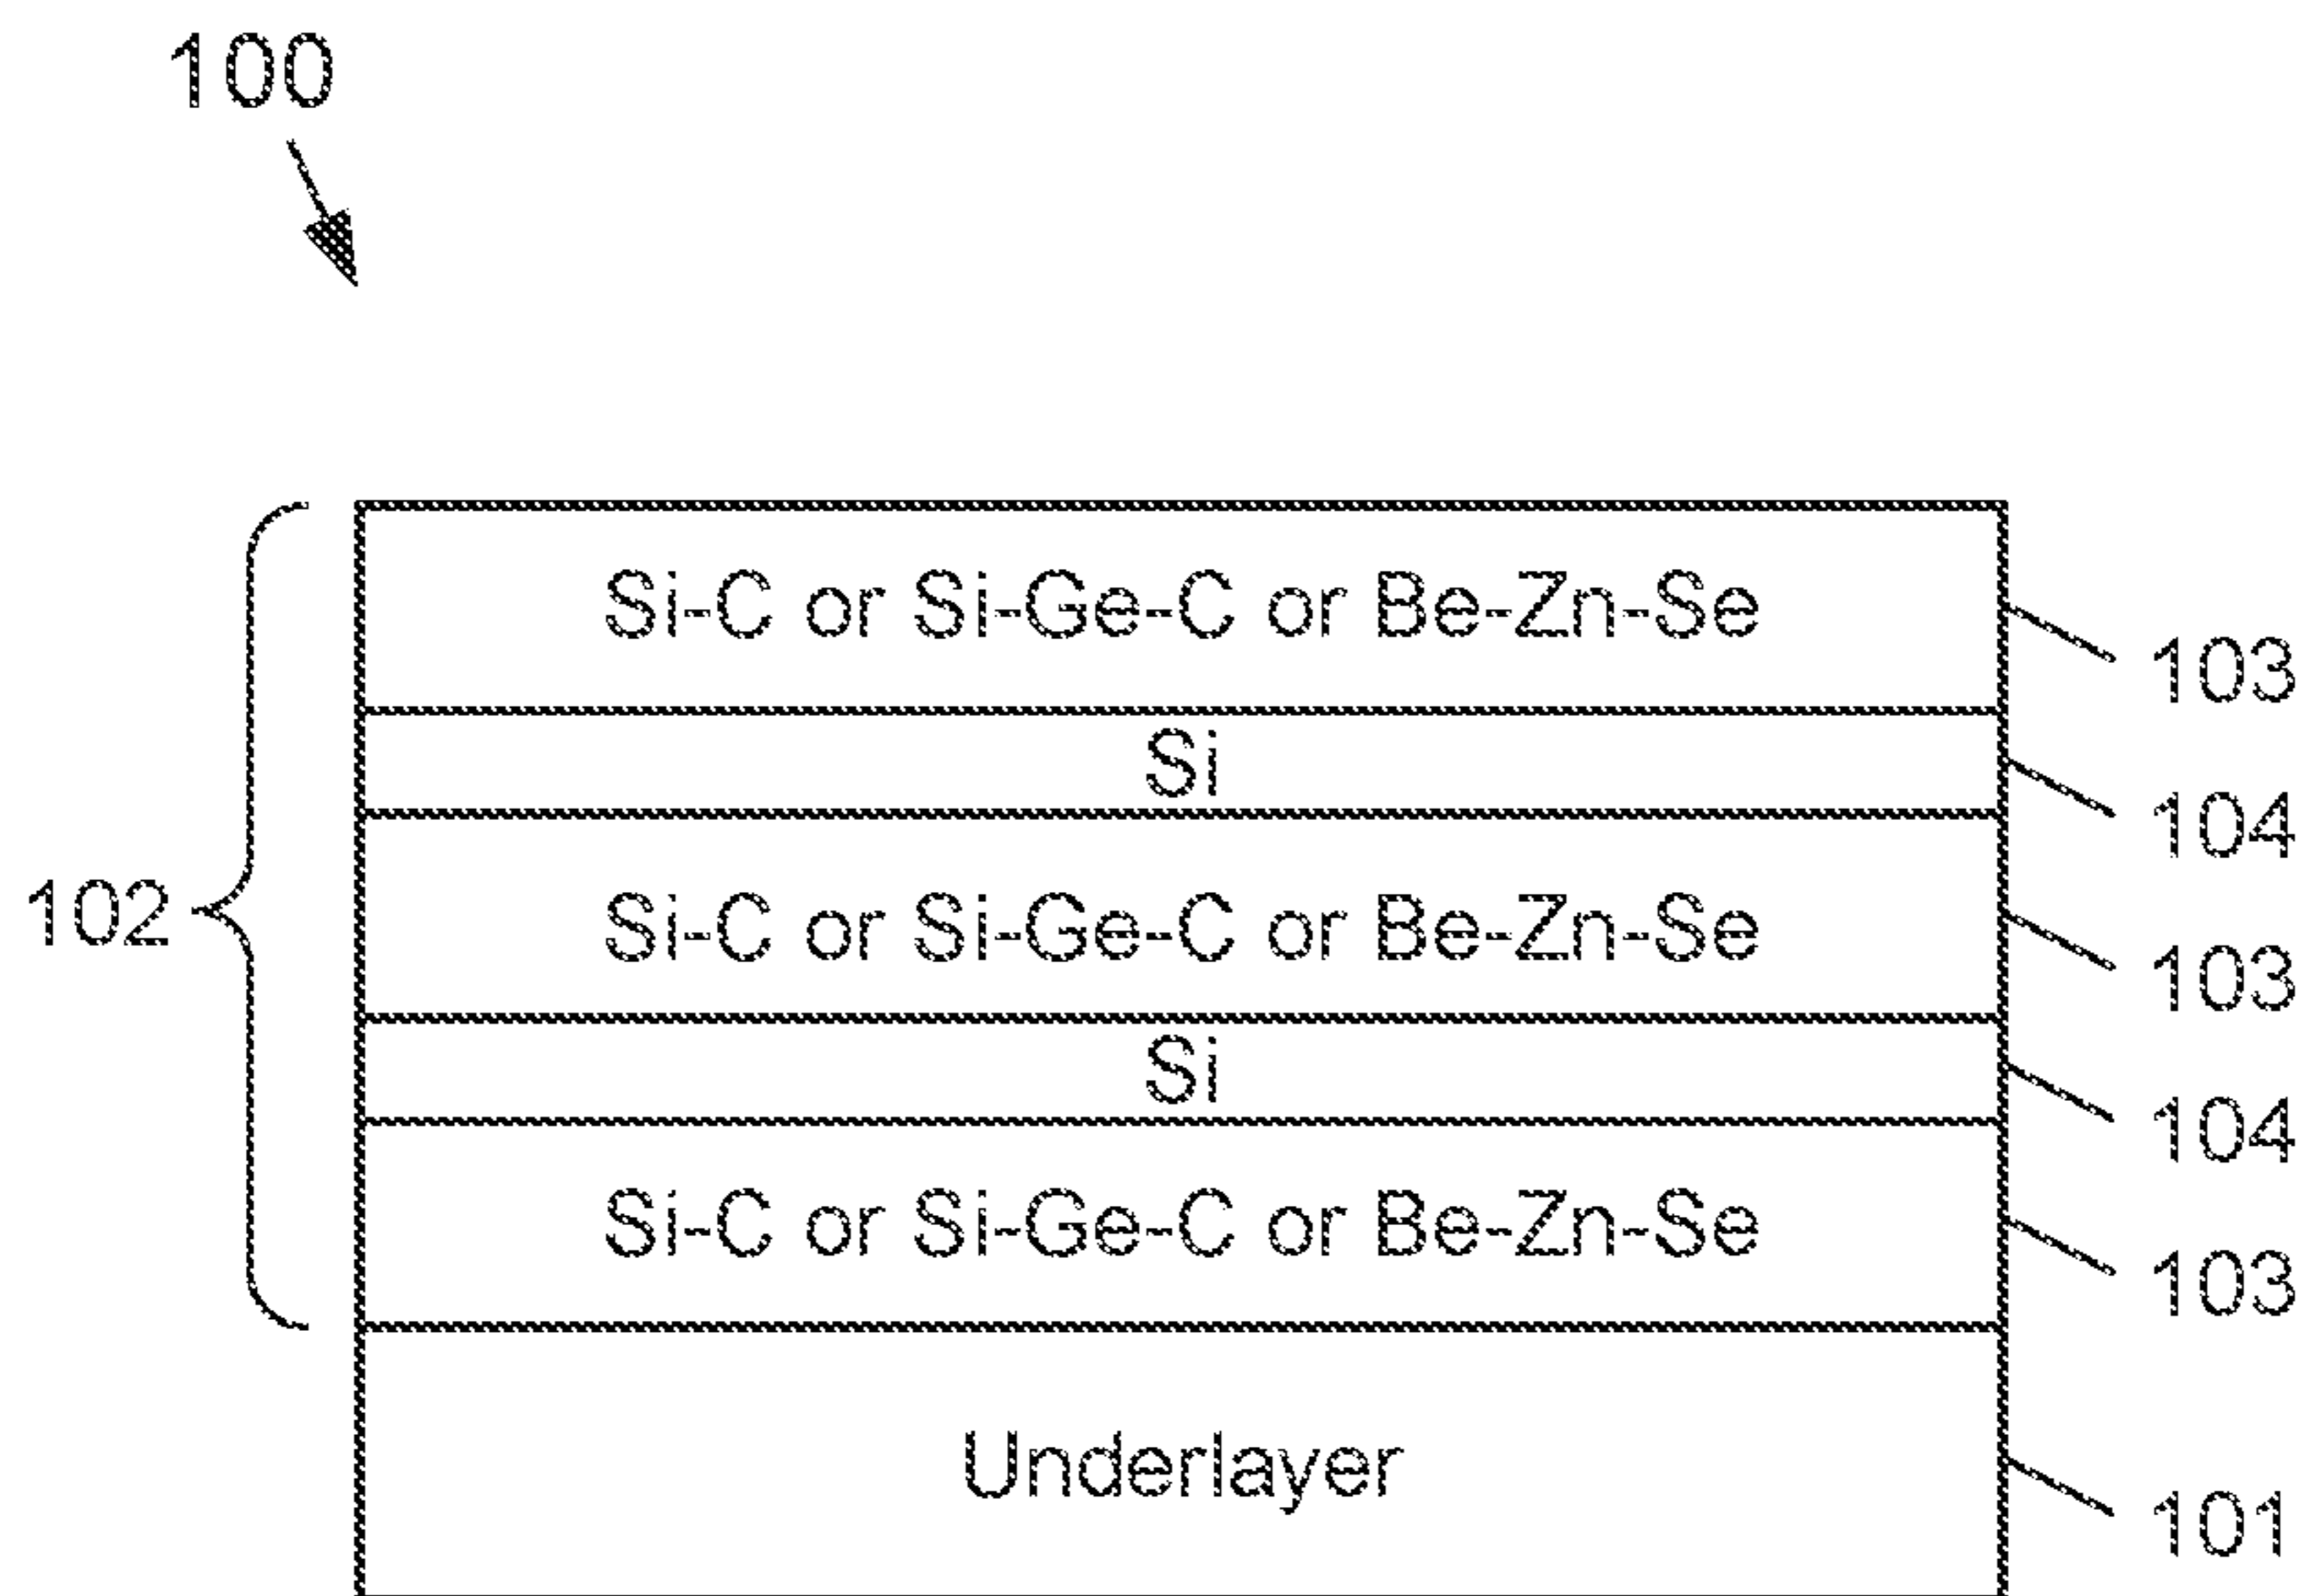 100
Si-C or Si-Ge-C or Be-Zn-Se
103
Si
104
102
Si-C or Si-Ge-C or Be-Zn-Se
103
Si
104
Si-C or Si-Ge-C or Be-Zn-Se
103
Underlayer
101